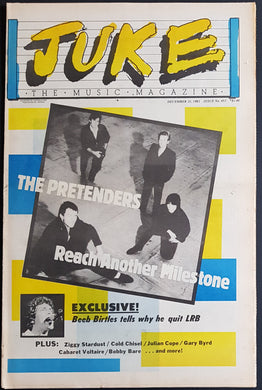 JUKE
· THE · MUSIC · MAGAZINE ·
THE PRETENDERS
Reach Another Milestone
EXCLUSIVE!
Beeb Birtles tells why he quit LRB
PLUS: Ziggy Stardust / Cold Chisel / Julian Cope / Gary Byrd
Cabaret Voltaire / Bobby Bare . . . and more!